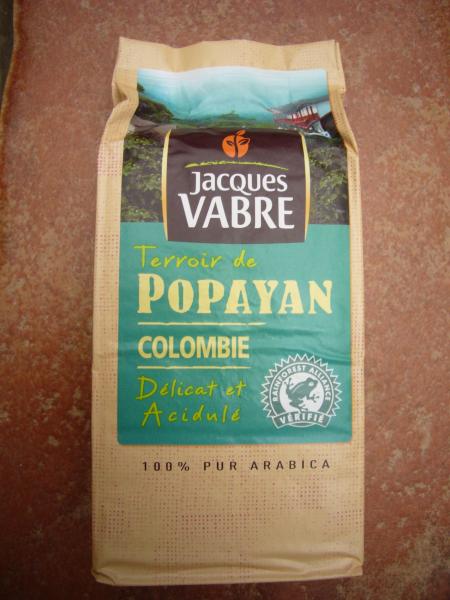 Jacques
VABRE
Terroir de
POPAYAN
COLOMBIE
Délicat et
Acidulé
RAINFOREST ALLIANCE
VÉRIFIÉ
100% PUR ARABICA